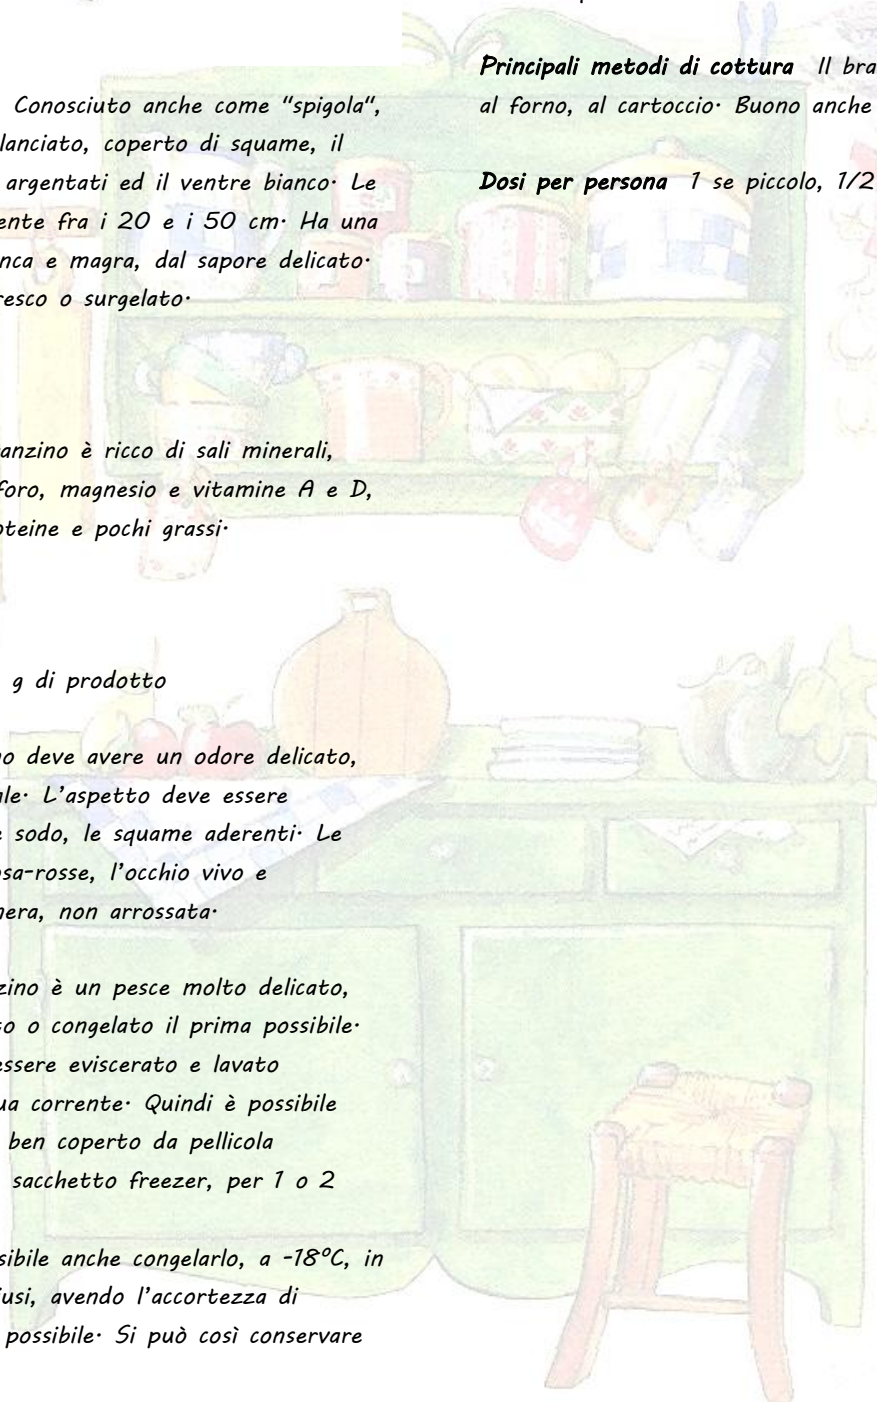 Conosciuto anche come "spigola",
lanciato, coperto di squame, il
argentati ed il ventre bianco. Le
ente fra i 20 e i 50 cm. Ha una
nca e magra, dal sapore delicato.
resco o surgelato.
anzino è ricco di sali minerali,
foro, magnesio e vitamine A e D,
oteine e pochi grassi.
g di prodotto
o deve avere un odore delicato,
ale. L'aspetto deve essere
e sodo, le squame aderenti. Le
osa-rosse, l'occhio vivo e
nera, non arrossata.
zino è un pesce molto delicato,
o o congelato il prima possibile.
essere eviscerato e lavato
ua corrente. Quindi è possibile
ben coperto da pellicola
sacchetto freezer, per 1 o 2
sibile anche congelarlo, a -18°C, in
iusi, avendo l'accortezza di
possibile. Si può così conservare
Principali metodi di cottura Il bra
al forno, al cartoccio. Buono anche
Dosi per persona 1 se piccolo, 1/2